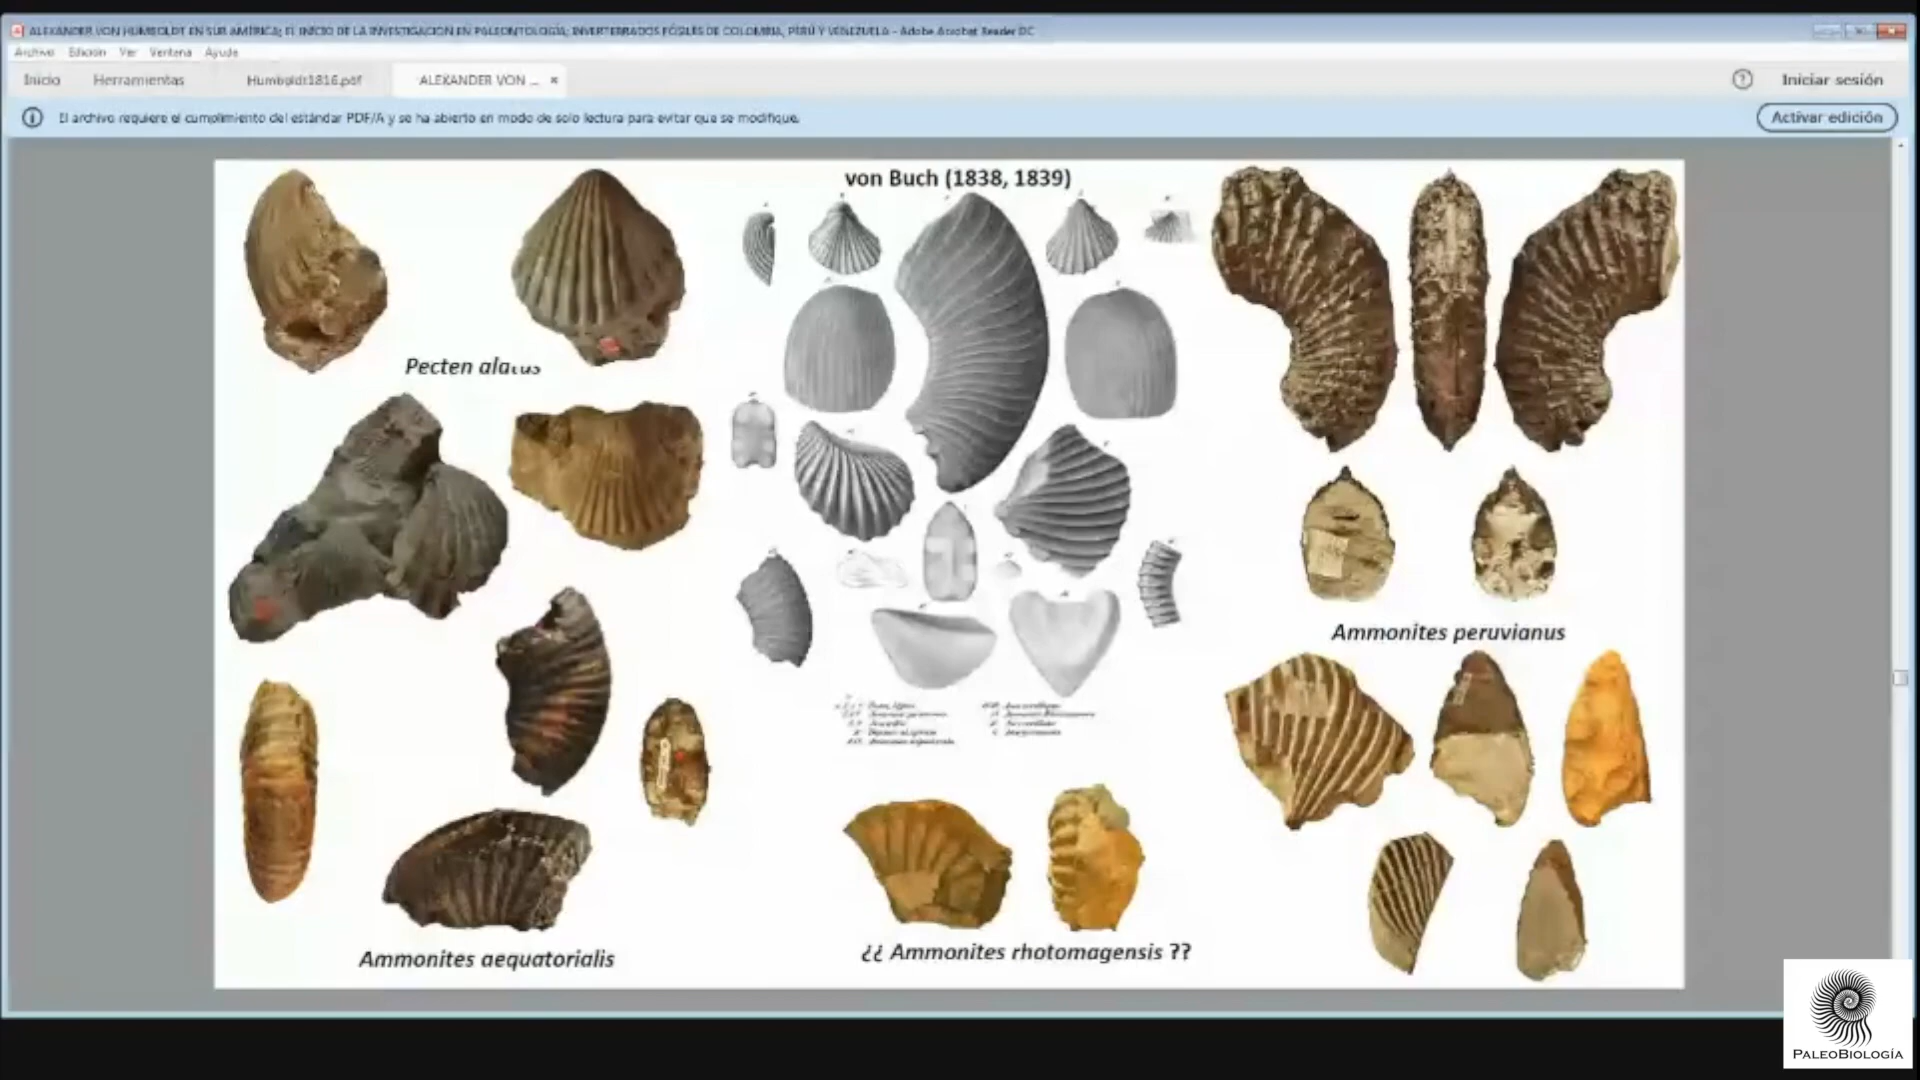 ALEXANDER VON HUMBOLDT EN SUR AMÉRICA; EL INICIO DE LA INVESTIGACION EN PALEONTOLOGÍA; INVERTEBRADOS FÓSILES DE COLOMBIA, PERÚ Y VENEZUELA - Adobe Acrobat Reader DC
Archivo Edición Ver Ventana Ayuda
Inicio Herramientas Humboldt1816.pdf ALEXANDER VON ... × ? Iniciar sesión
El archivo requiere el cumplimiento del estándar PDF/A y se ha abierto en modo de solo lectura para evitar que se modifique. Activar edición
von Buch (1838, 1839)
Pecten alatus
Ammonites peruvianus
Ammonites aequatorialis
¿¿ Ammonites rhotomagensis ??
PALEOBIOLOGÍA